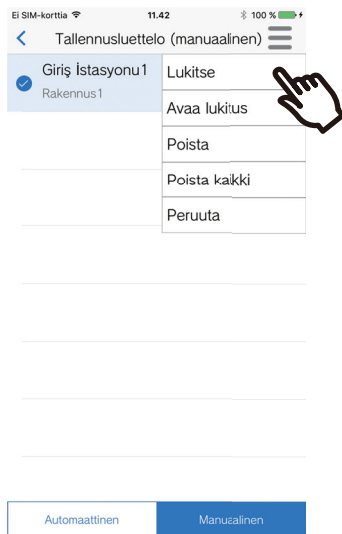 Ei SIM-korttia 11.42 100 %
Tallennusluettelo (manuaalinen)
Giriş İstasyonu1
Rakennus1
Lukitse
Avaa lukitus
Poista
Poista kaikki
Peruuta
Automaattinen Manuaalinen